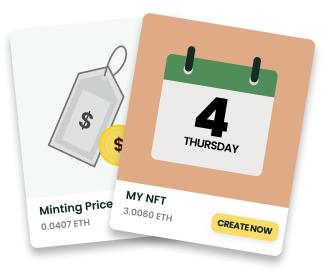 $
$
Minting Price
0.0407 ETH
4
THURSDAY
MY NFT
3.0060 ETH
CREATE NOW